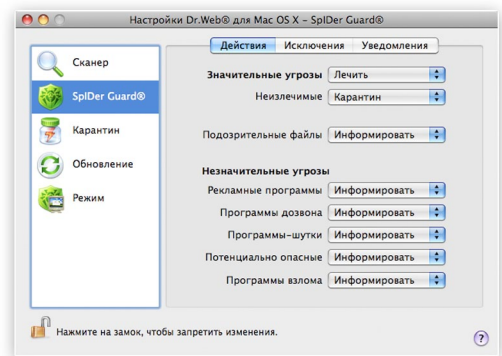 Настройки Dr.Web® для Mac OS X – SpIDer Guard®
Действия Исключения Уведомления
Сканер
SpIDer Guard®
Карантин
Обновление
Режим
Значительные угрозы Лечить
Неизлечимые Карантин
Подозрительные файлы Информировать
Незначительные угрозы
Рекламные программы Информировать
Программы дозвона Информировать
Программы-шутки Информировать
Потенциально опасные Информировать
Программы взлома Информировать
Нажмите на замок, чтобы запретить изменения.
?